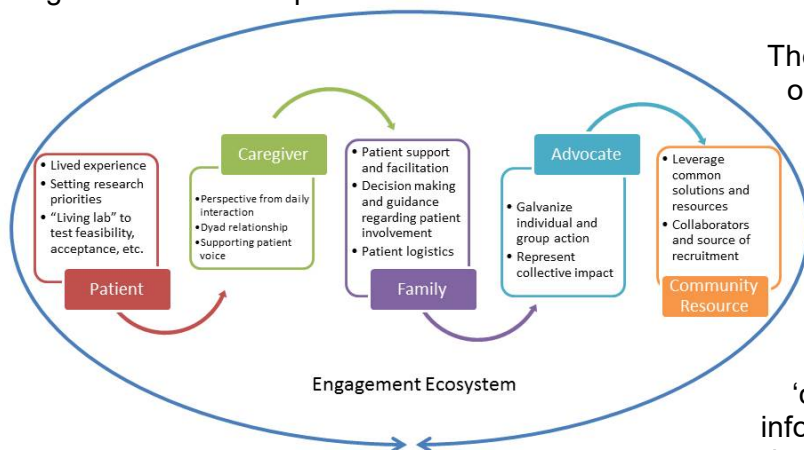 The
o
• Lived experience
• Setting research
priorities
• “Living lab” to
test feasibility,
acceptance, etc.
Patient
Caregiver
•Perspective from daily
interaction
•Dyad relationship
•Supporting patient
voice
• Patient support
and facilitation
• Decision making
and guidance
regarding patient
involvement
• Patient logistics
Family
Advocate
• Galvanize
individual and
group action
• Represent
collective impact
• Leverage
common
solutions and
resources
• Collaborators
and source of
recruitment
Community
Resource
Engagement Ecosystem
info